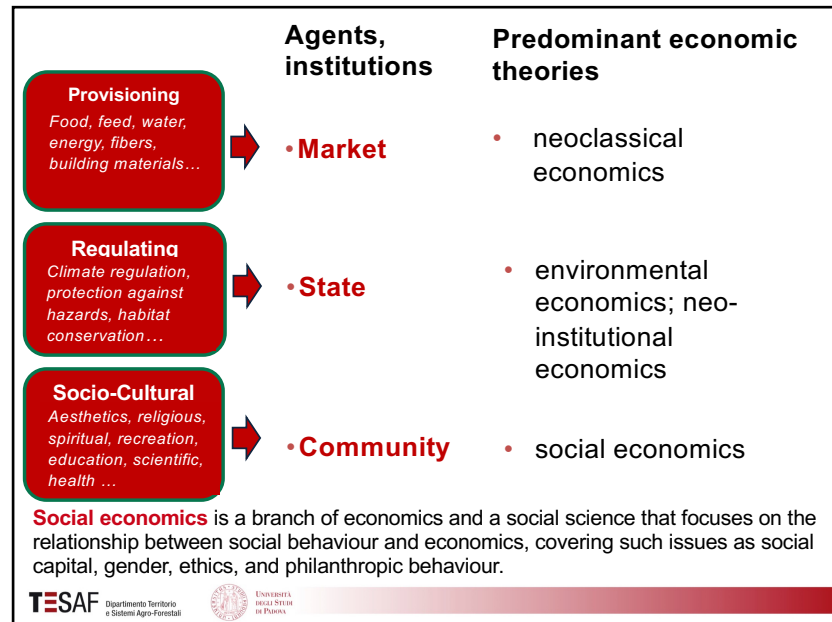 Agents,
institutions
Predominant economic
theories
Provisioning
Food, feed, water,
energy, fibers,
building materials…
•Market
• neoclassical
economics
Regulating
Climate regulation,
protection against
hazards, habitat
conservation…
•State
• environmental
economics; neo-
institutional
economics
Socio-Cultural
Aesthetics, religious,
spiritual, recreation,
education, scientific,
health …
•Community
• social economics
Social economics is a branch of economics and a social science that focuses on the
relationship between social behaviour and economics, covering such issues as social
capital, gender, ethics, and philanthropic behaviour.
TESAF Dipartimento Territorio
e Sistemi Agro-Forestali
Università
degli Studi
di Padova